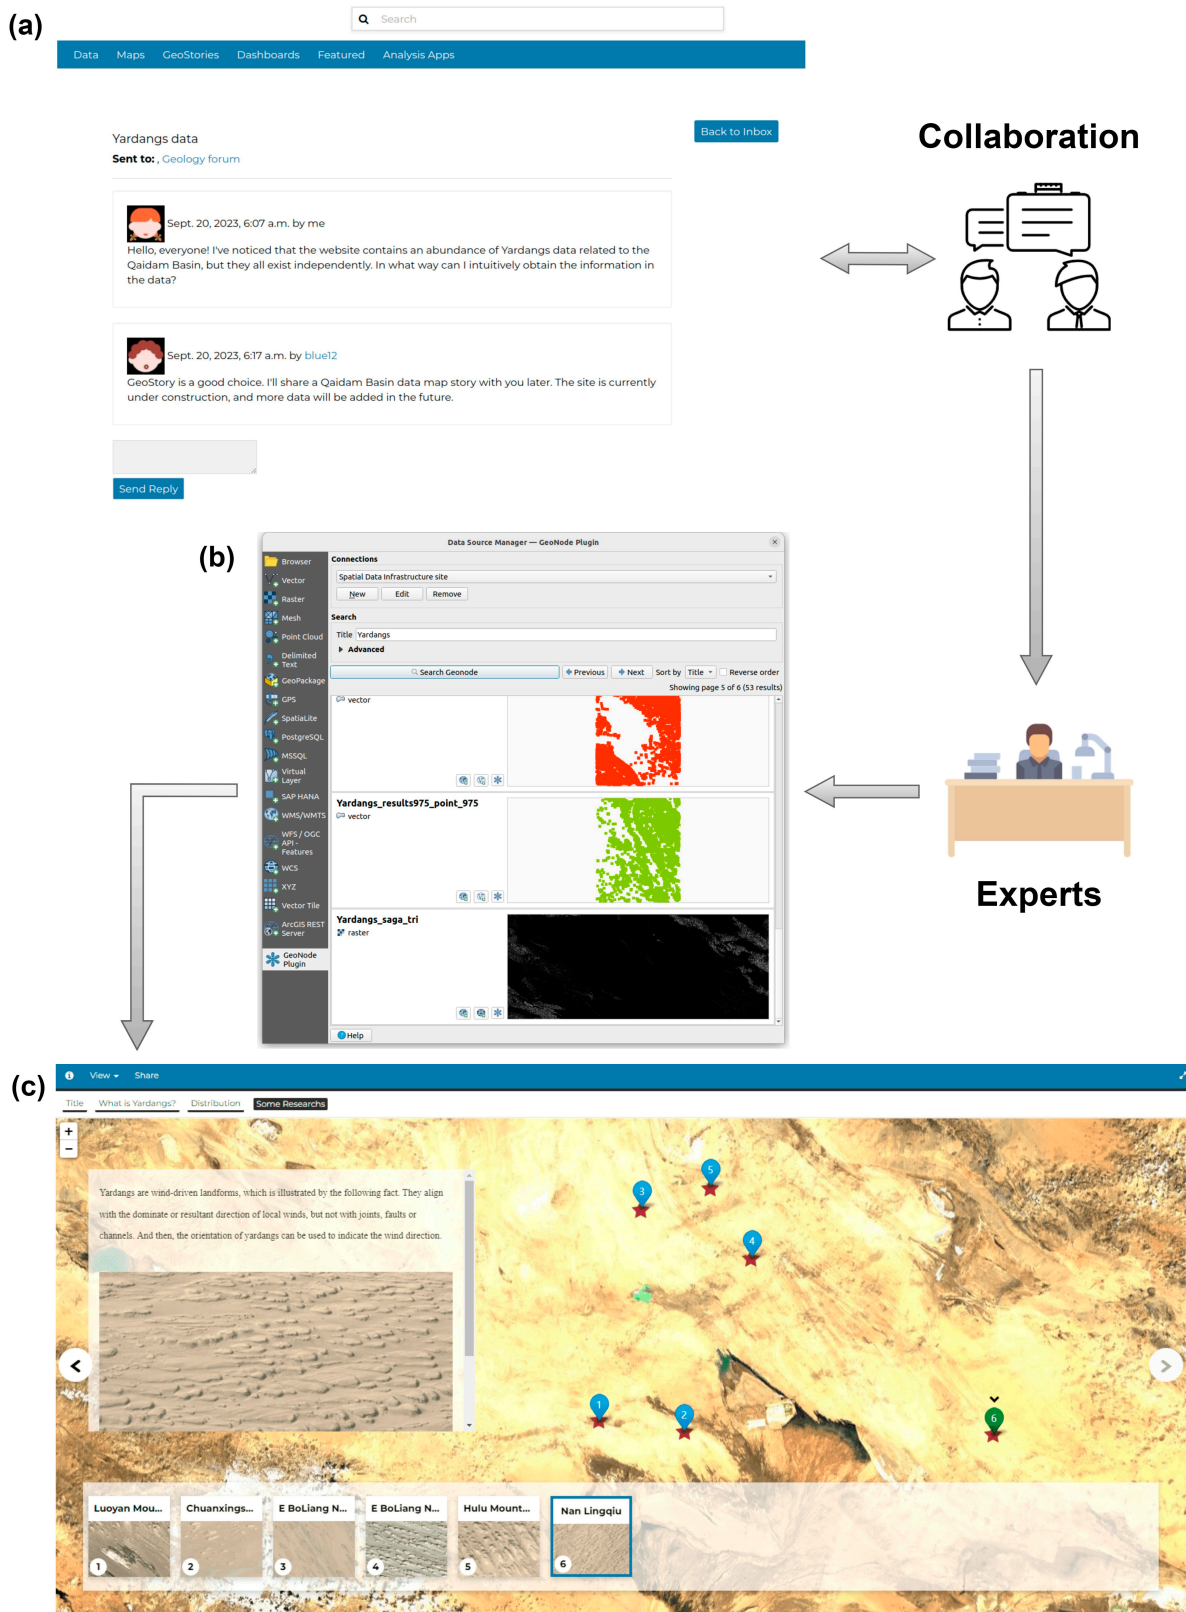 (a)
Search
Data Maps GeoStories Dashboards Featured Analysis Apps
Collaboration
Back to Inbox
Yardangs data
Sent to: , Geology forum
Sept. 20, 2023, 6:07 a.m. by me
Hello, everyone! I've noticed that the website contains an abundance of Yardangs data related to the
Qaidam Basin, but they all exist independently. In what way can I intuitively obtain the information in
the data?
Sept. 20, 2023, 6:17 a.m. by blue12
GeoStory is a good choice. I'll share a Qaidam Basin data map story with you later. The site is currently
under construction, and more data will be added in the future.
Send Reply
(b)
Data Source Manager — GeoNode Plugin
Browser
Vector
Raster
Mesh
Point Cloud
Delimited
Text
GeoPackage
GPS
SpatiaLite
PostgreSQL
MSSQL
Virtual
Layer
SAP HANA
WMS/WMTS
WFS / OGC
API -
Features
WCS
XYZ
Vector Tile
ArcGIS REST
Server
GeoNode
Plugin
Connections
Spatial Data Infrastructure site
New Edit Remove
Search
Title Yardangs
Advanced
Search Geonode Previous Next Sort by Title Reverse order
Showing page 5 of 6 (53 results)
vector
Yardangs_results975_point_975
vector
Yardangs_saga_tri
raster
Help
Experts
(c)
View Share
Title What is Yardangs? Distribution Some Researchs
+
−
Yardangs are wind-driven landforms, which is illustrated by the following fact. They align
with the dominate or resultant direction of local winds, but not with joints, faults or
channels. And then, the orientation of yardangs can be used to indicate the wind direction.
5
3
4
1
2
6
Luoyan Mou... Chuanxings... E BoLiang N... E BoLiang N... Hulu Mount... Nan Lingqiu
1 2 3 4 5 6